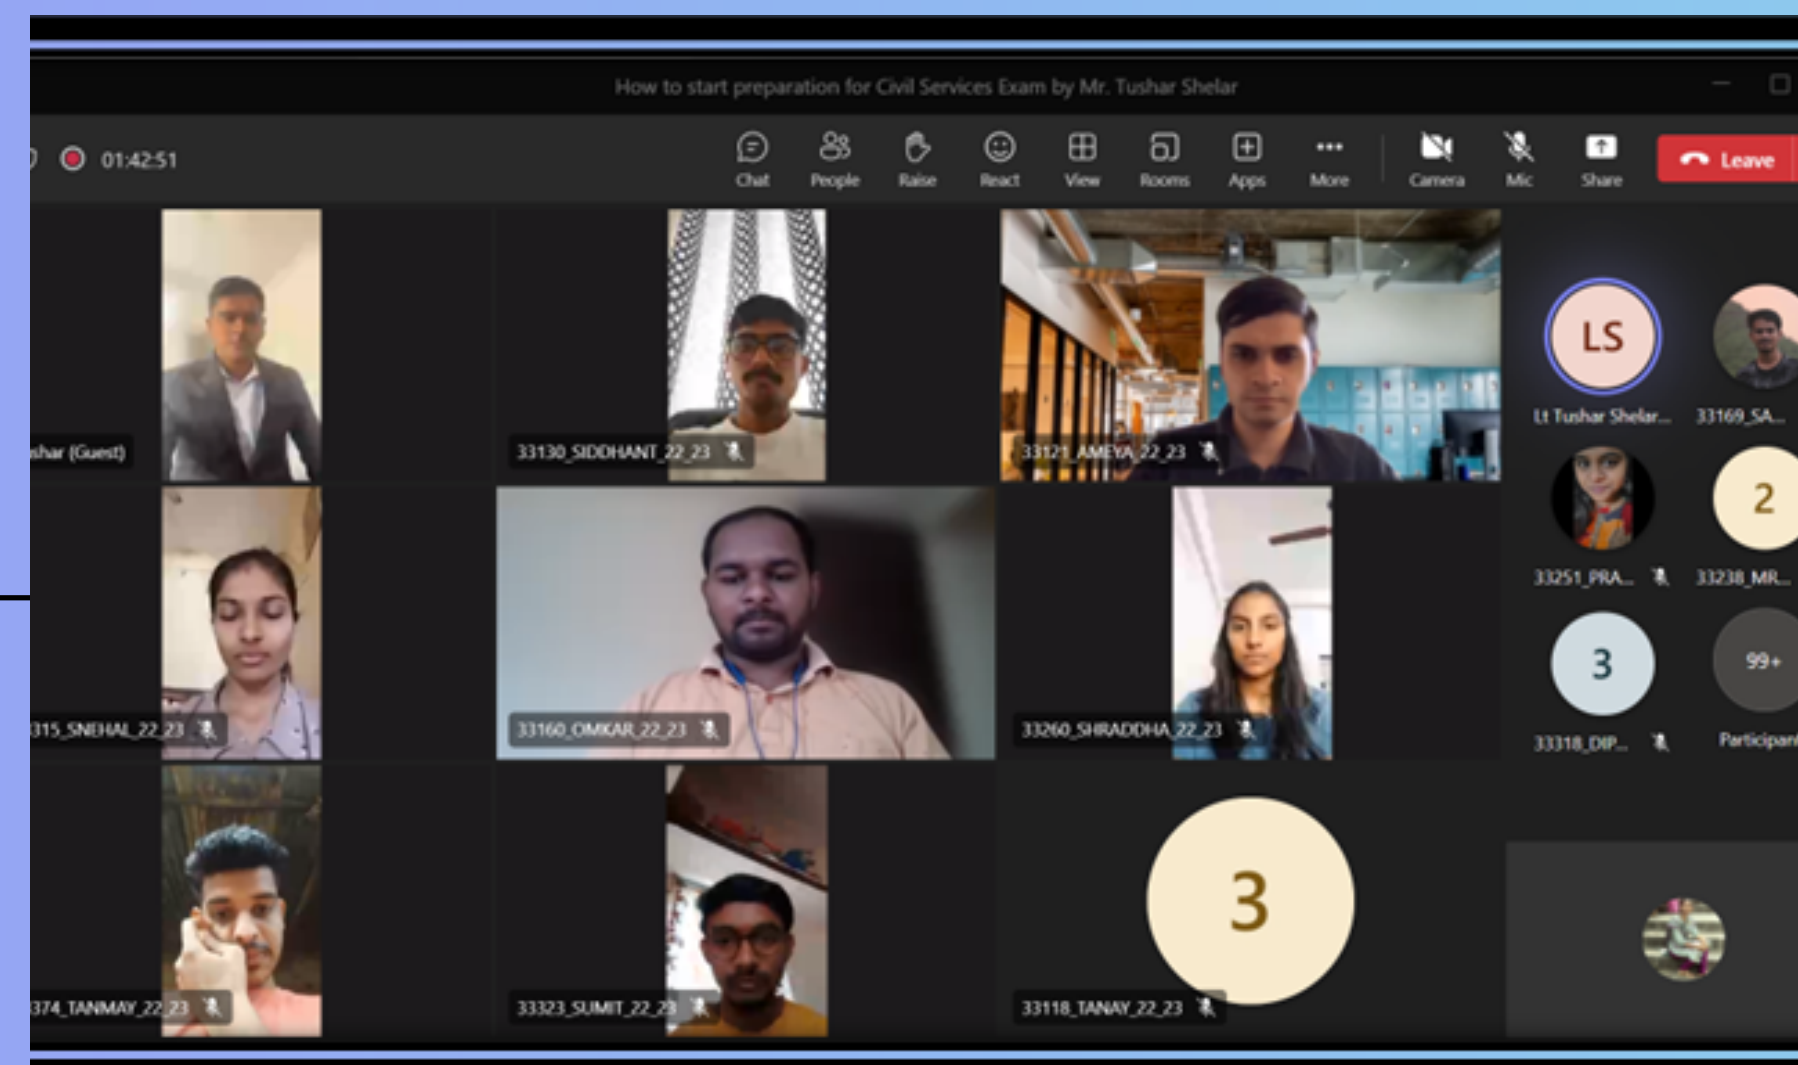 How to start preparation for Civil Services Exam by Mr. Tushar Shelar
01:42:51
Chat People Raise React View Rooms Apps More Camera Mic Share Leave
shar (Guest)
33130_SIDDHANT_22_23
33121_AMEYA_22_23
LS
Lt Tushar Shelar...
33169_SA...
315_SNEHAL_22_23
33160_OMKAR_22_23
33260_SHRADDHA_22_23
33251_PRA...
2
33238_MR...
3
33318_DIP...
99+
Participant
374_TANMAY_22_23
33323_SUMIT_22_23
3
33118_TANAY_22_23